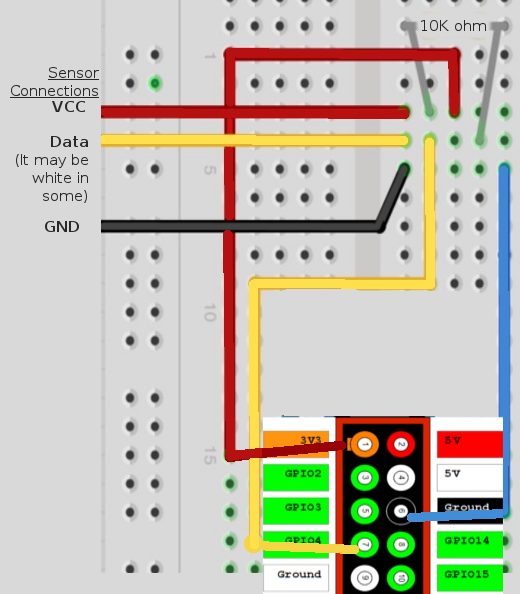 10K ohm
1
Sensor
Connections
VCC
Data
(It may be
white in
some)
5
GND
10
15
3V3
1
2
5V
GPIO2
3
4
5V
GPIO3
5
6
Ground
GPIO4
7
8
GPIO14
Ground
9
10
GPIO15